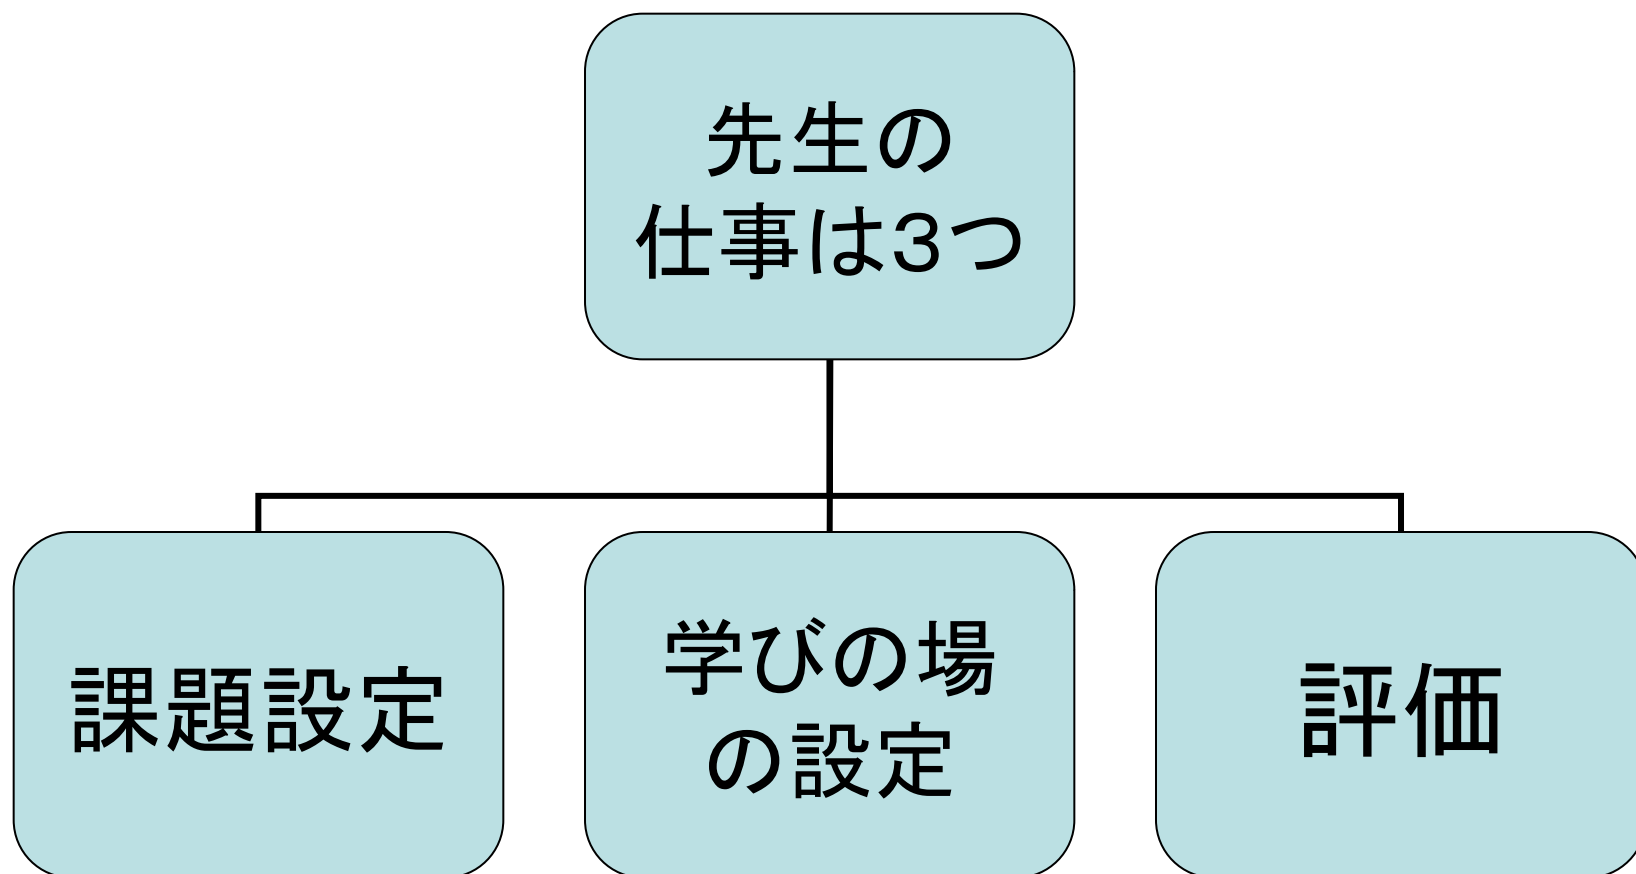 先生の
仕事は3つ
課題設定
学びの場
の設定
評価